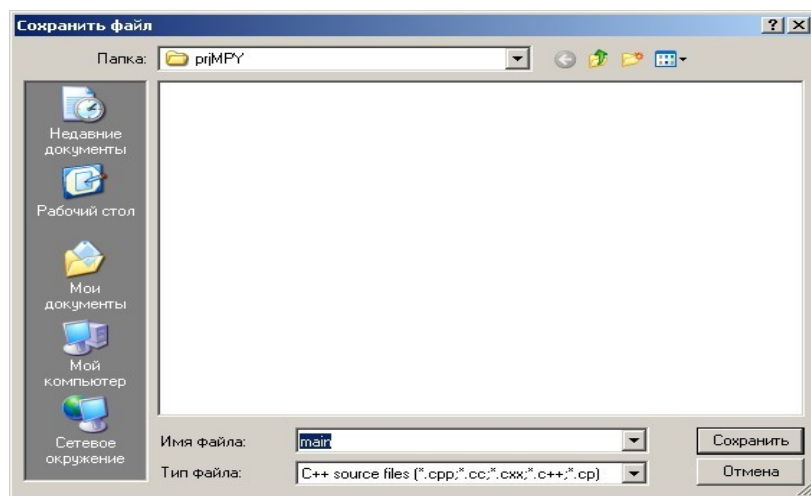 Сохранить файл
Папка:
prjMPY
Недавние
документы
Рабочий стол
Мои
документы
Мой
компьютер
Сетевое
окружение
Имя файла:
main
Сохранить
Тип файла:
C++ source files (*.cpp;*.cc;*.cxx;*.c++;*.cp)
Отмена